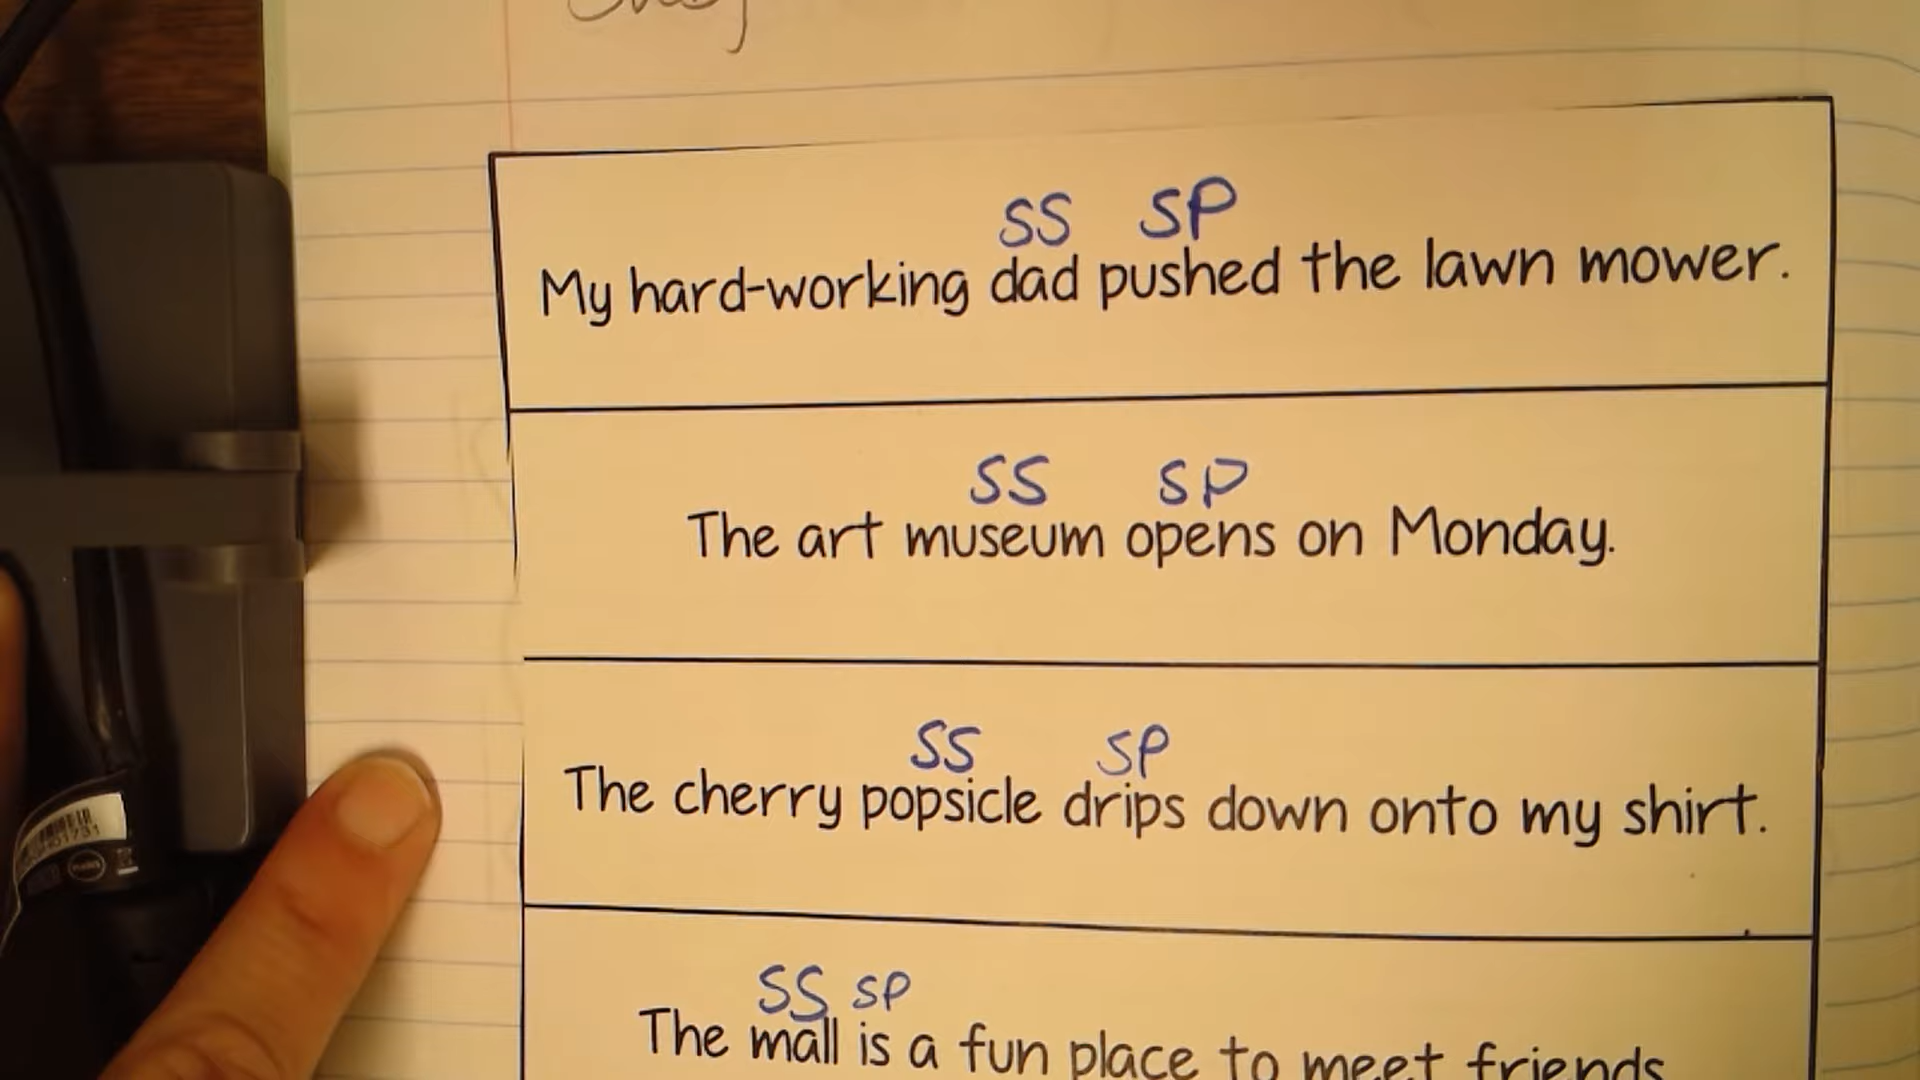 SS SP
My hard-working dad pushed the lawn mower.
SS SP
The art museum opens on Monday.
SS SP
The cherry popsicle drips down onto my shirt.
SS SP
The mall is a fun place to meet friends